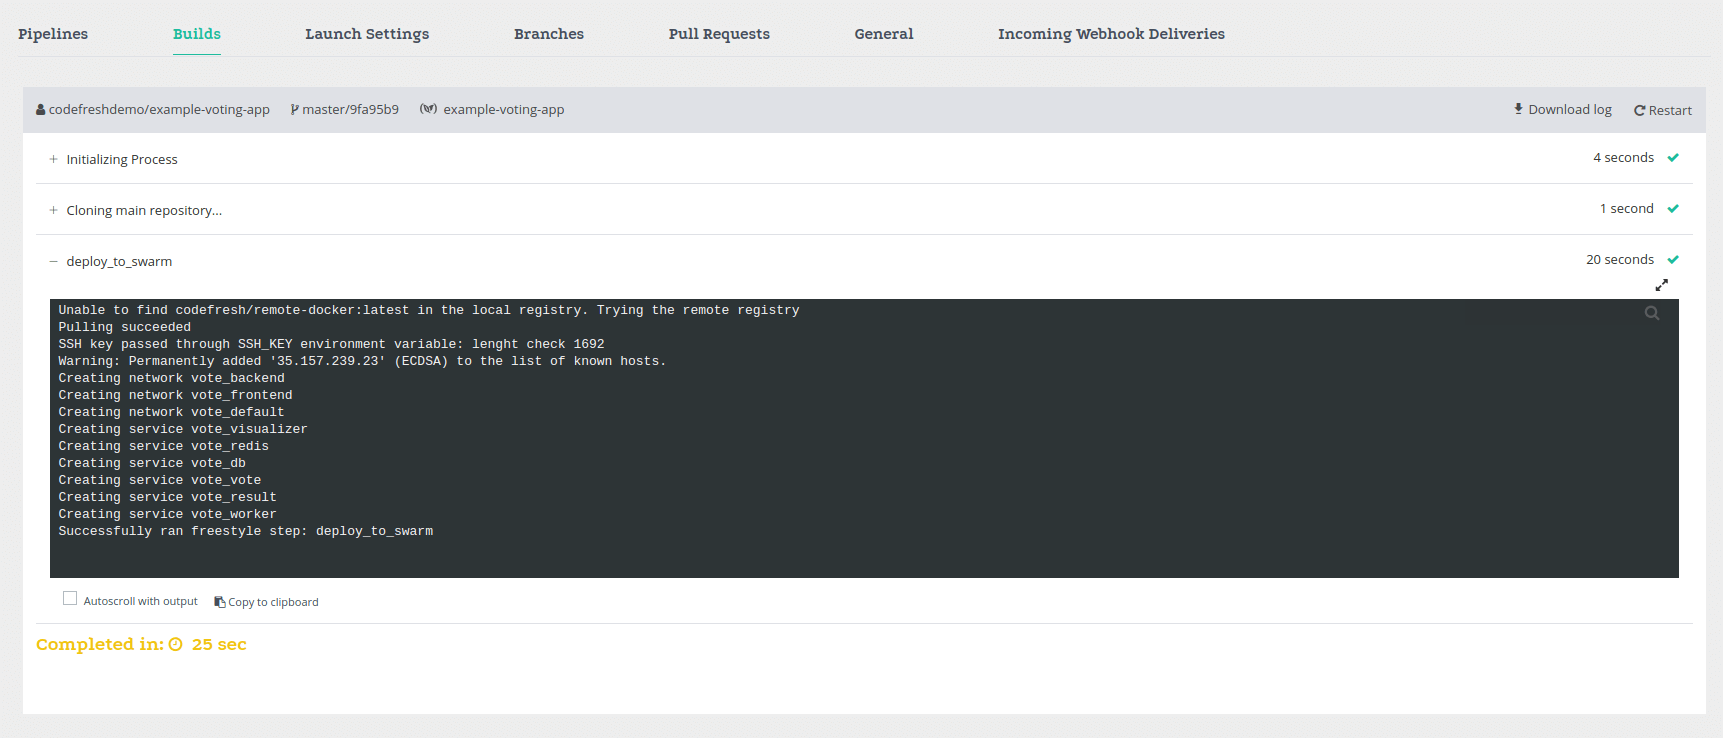 Pipelines Builds Launch Settings Branches Pull Requests General Incoming Webhook Deliveries
codefreshdemo/example-voting-app master/9fa95b9 example-voting-app Download log Restart
Initializing Process 4 seconds
Cloning main repository... 1 second
deploy_to_swarm 20 seconds
Unable to find codefresh/remote-docker:latest in the local registry. Trying the remote registry
Pulling succeeded
SSH key passed through SSH_KEY environment variable: lenght check 1692
Warning: Permanently added '35.157.239.23' (ECDSA) to the list of known hosts.
Creating network vote_backend
Creating network vote_frontend
Creating network vote_default
Creating service vote_visualizer
Creating service vote_redis
Creating service vote_db
Creating service vote_vote
Creating service vote_result
Creating service vote_worker
Successfully ran freestyle step: deploy_to_swarm
Autoscroll with output Copy to clipboard
Completed in: 25 sec